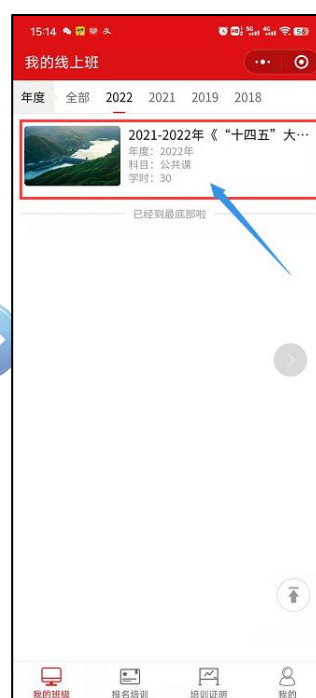 15:14
5G 4G 56
我的线上班
年度 全部 2022 2021 2019 2018
2021-2022年《“十四五”大…
年度：2022年
科目：公共课
学时：30
已经到最底部啦
我的班级 报名培训 培训证明 我的